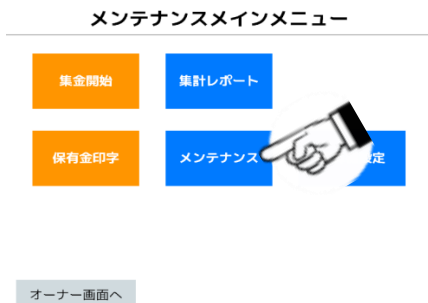 メンテナンスメインメニュー
集金開始
集計レポート
保有金印字
メンテナンス
定
オーナー画面へ